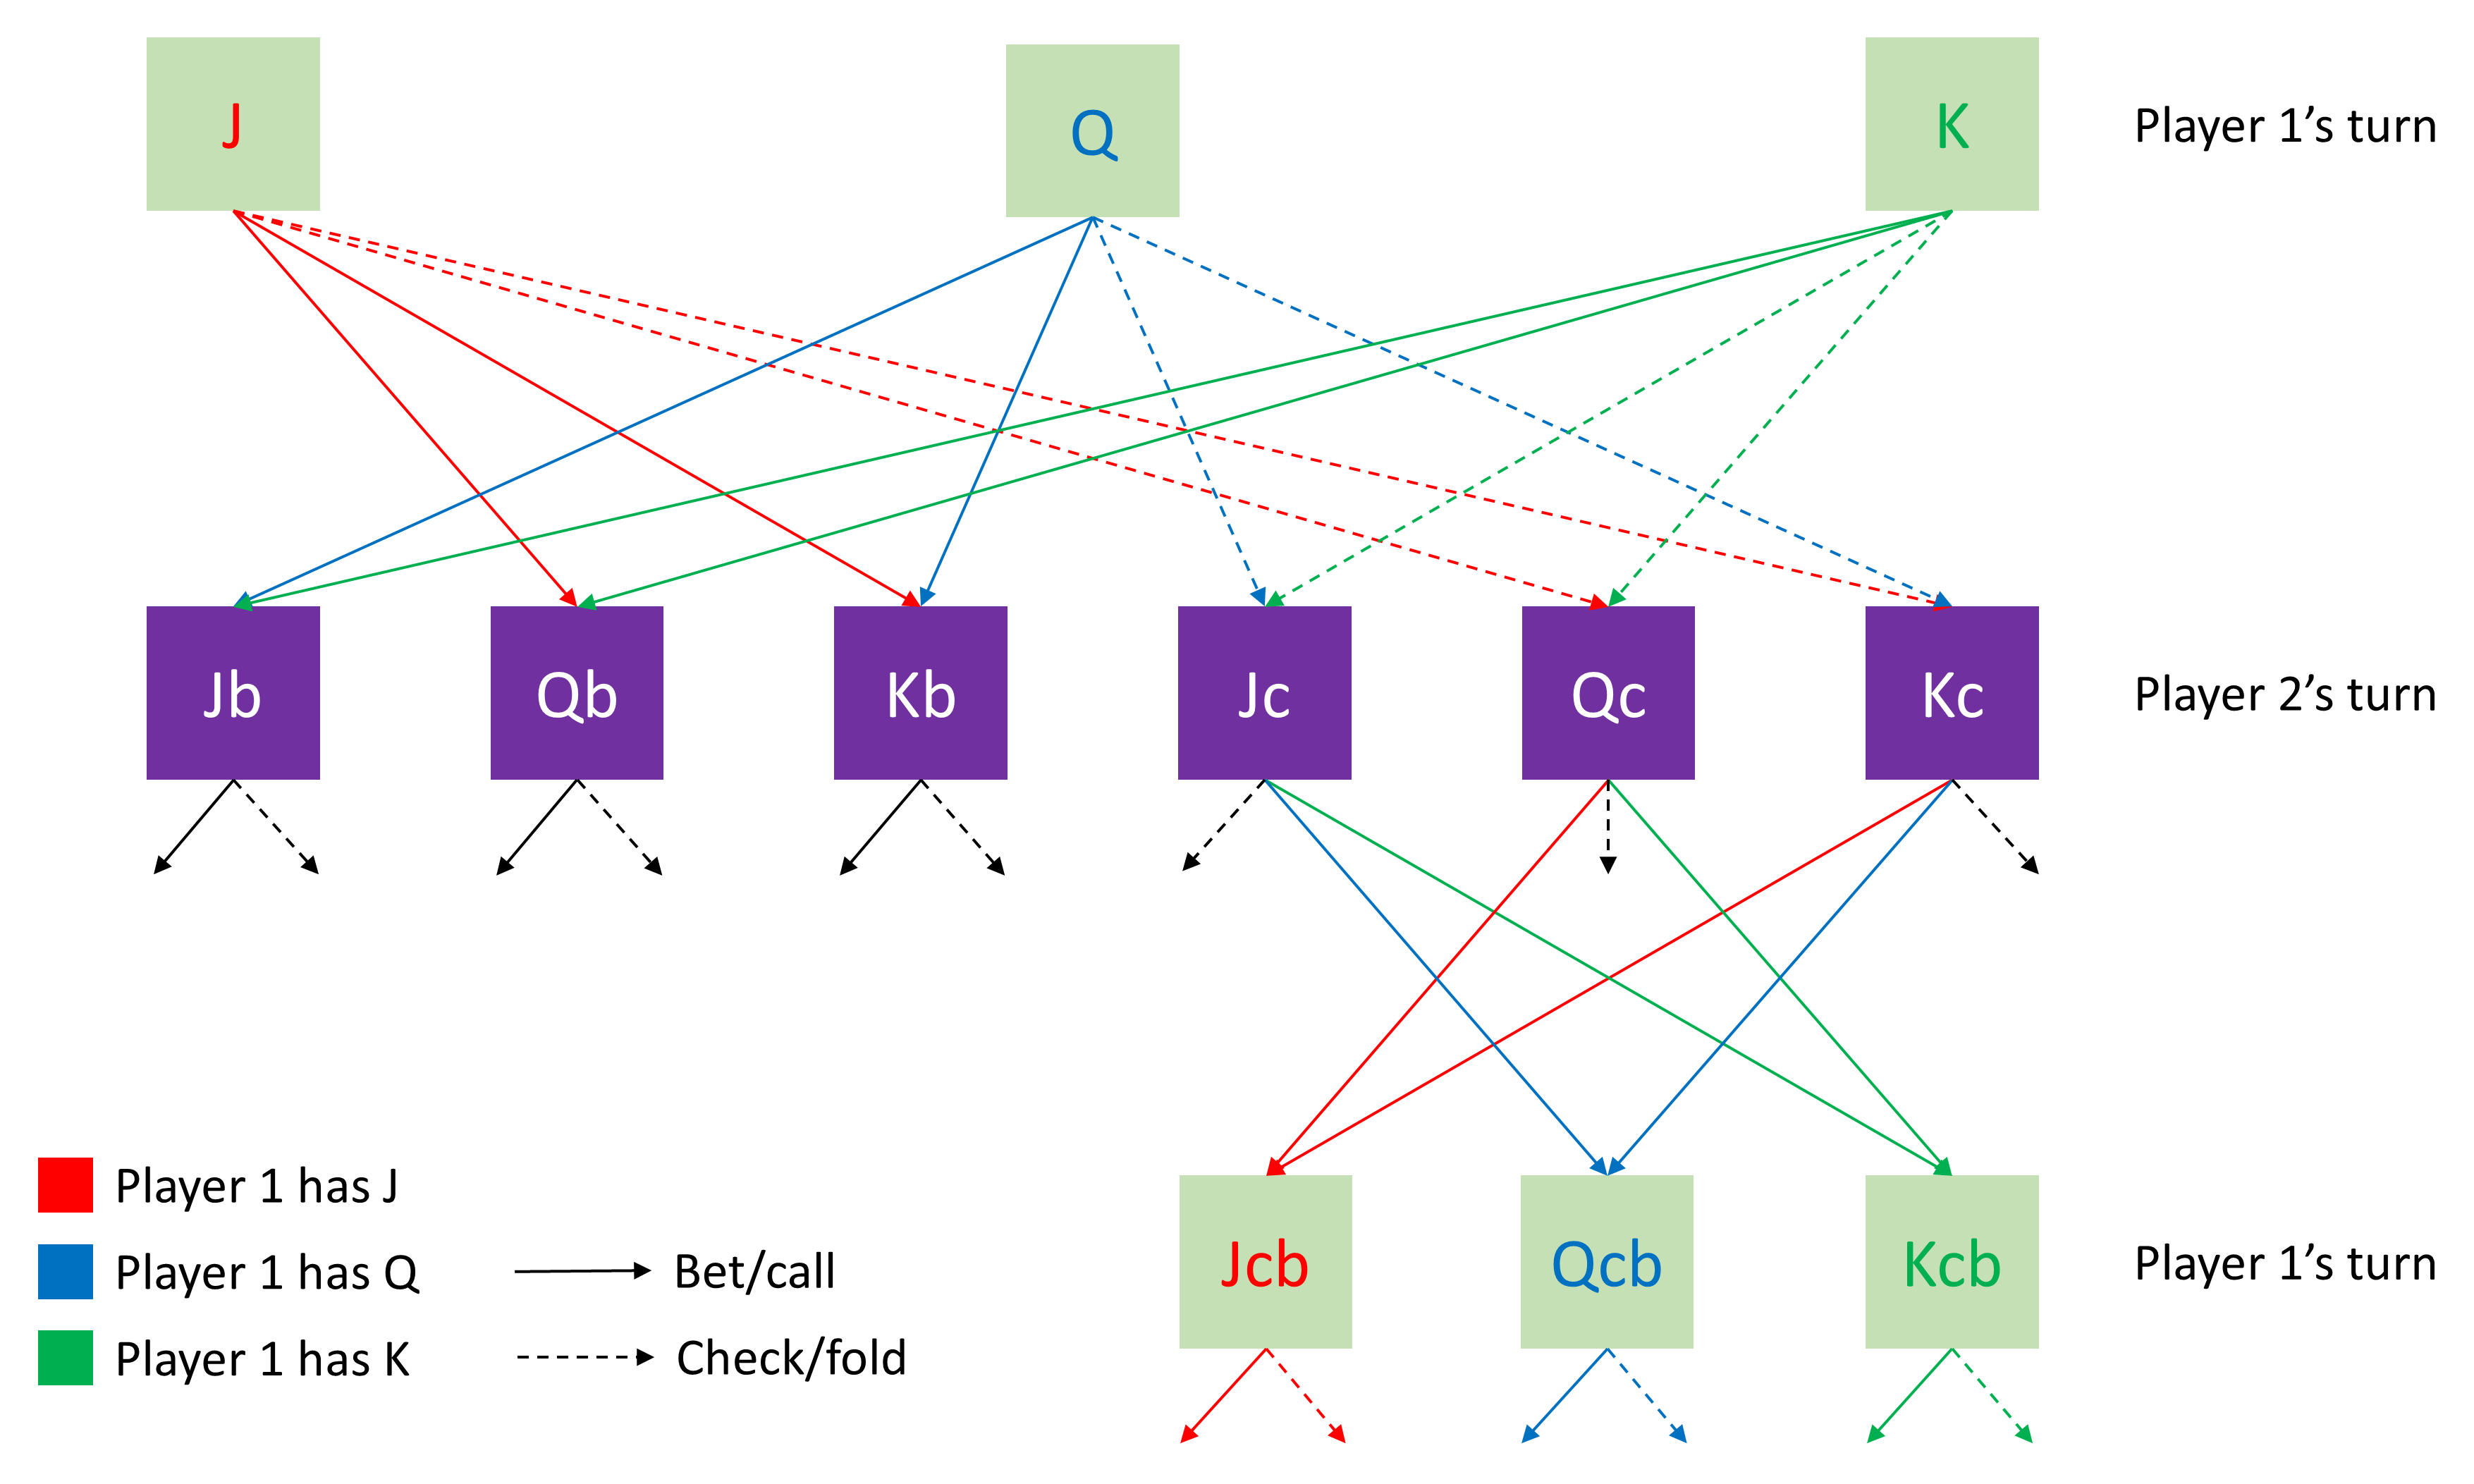 J
Q
K
Player 1's turn
Jb
Qb
Kb
Jc
Qc
Kc
Player 2's turn
Jcb
Qcb
Kcb
Player 1's turn
Player 1 has J
Player 1 has Q
Player 1 has K
Bet/call
Check/fold